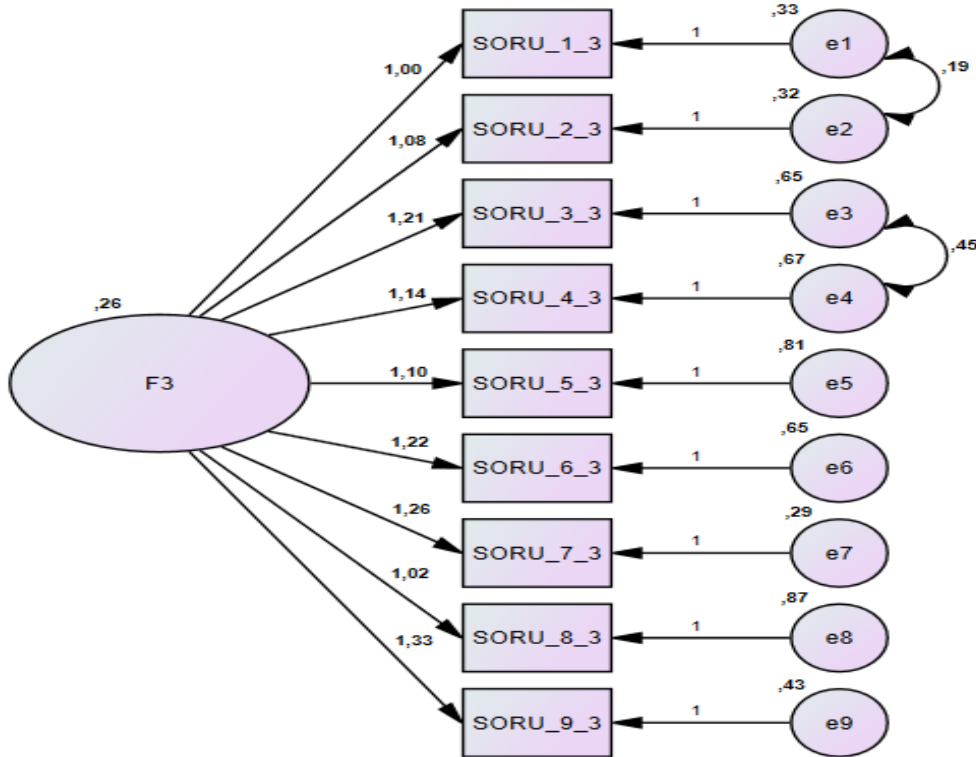 ,33
SORU_1_3 1 e1
1,00
,19
,32
SORU_2_3 1 e2
1,08
,65
SORU_3_3 1 e3
1,21
,45
,67
SORU_4_3 1 e4
1,14
,26
,81
F3 1,10 SORU_5_3 1 e5
,65
1,22
SORU_6_3 1 e6
,29
1,26
SORU_7_3 1 e7
1,02
,87
SORU_8_3 1 e8
1,33
,43
SORU_9_3 1 e9